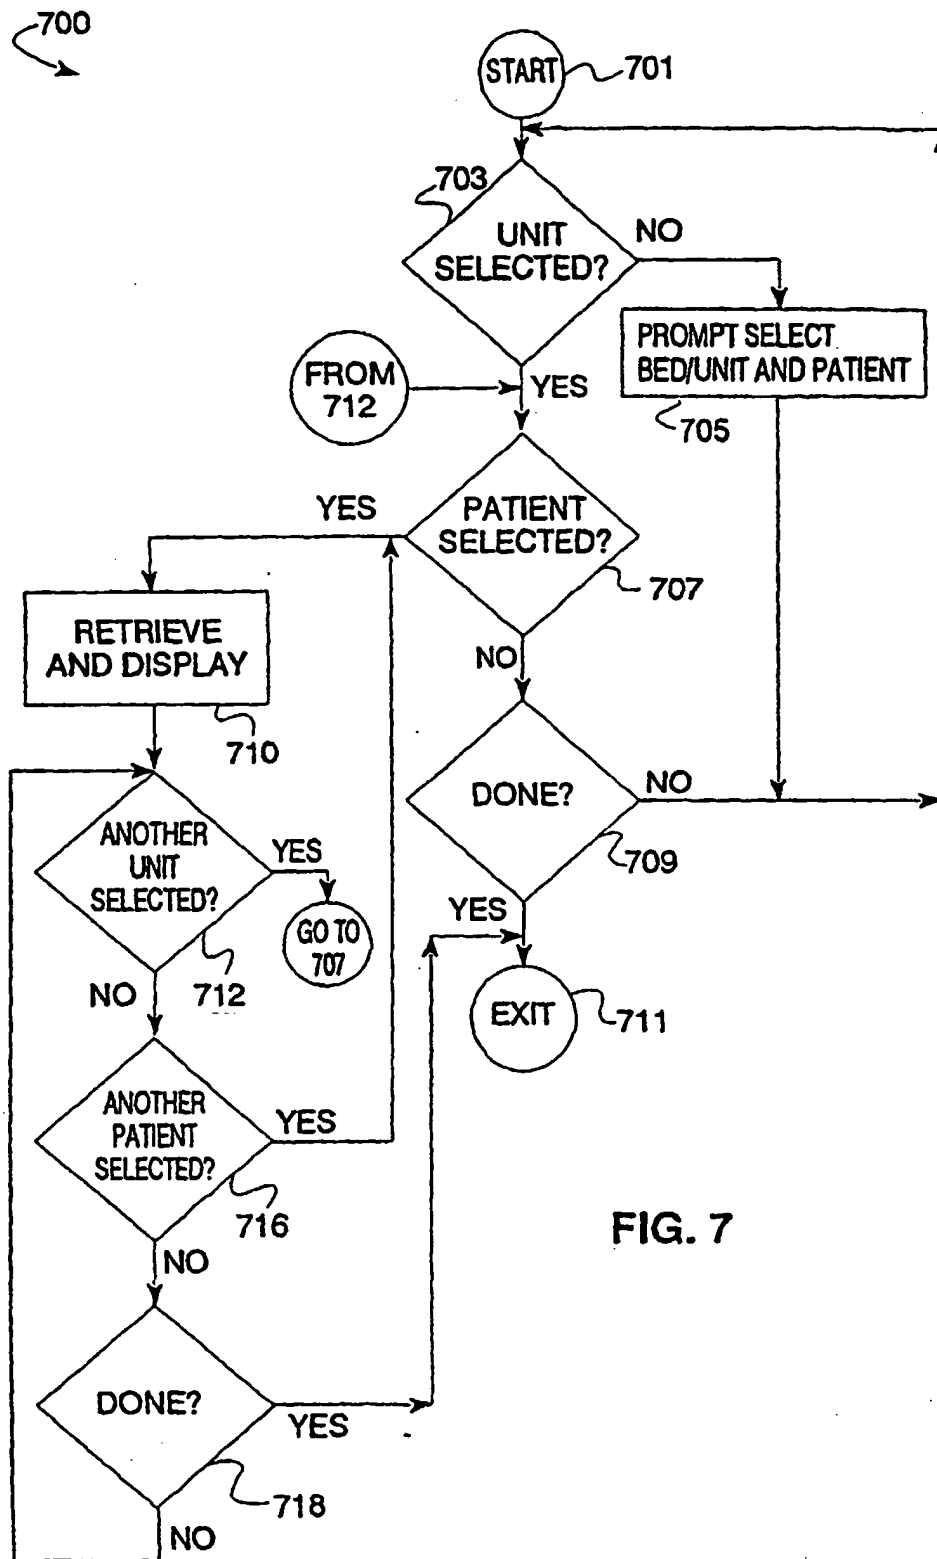 700
START
701
703
UNIT
SELECTED?
NO
PROMPT SELECT
BED/UNIT AND PATIENT
705
FROM
712
YES
PATIENT
SELECTED?
YES
707
RETRIEVE
AND DISPLAY
710
NO
DONE?
NO
709
YES
EXIT
711
ANOTHER
UNIT
SELECTED?
YES
GO TO
707
712
NO
ANOTHER
PATIENT
SELECTED?
YES
716
NO
FIG. 7
DONE?
YES
718
NO